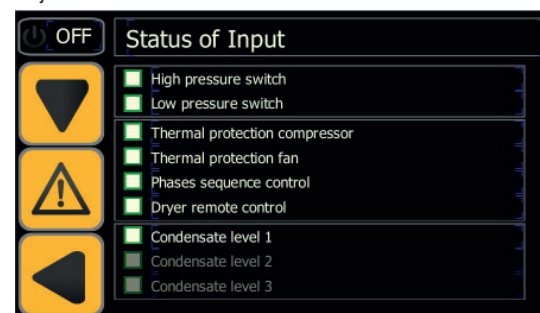 OFF
Status of Input
High pressure switch
Low pressure switch
Thermal protection compressor
Thermal protection fan
Phases sequence control
Dryer remote control
Condensate level 1
Condensate level 2
Condensate level 3